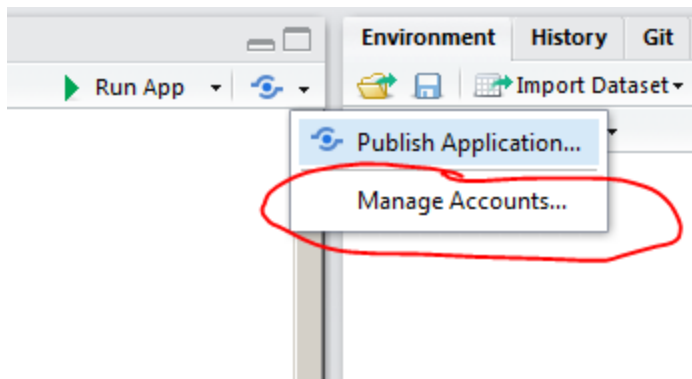 Environment History Git
Run App Import Dataset
Publish Application...
Manage Accounts...